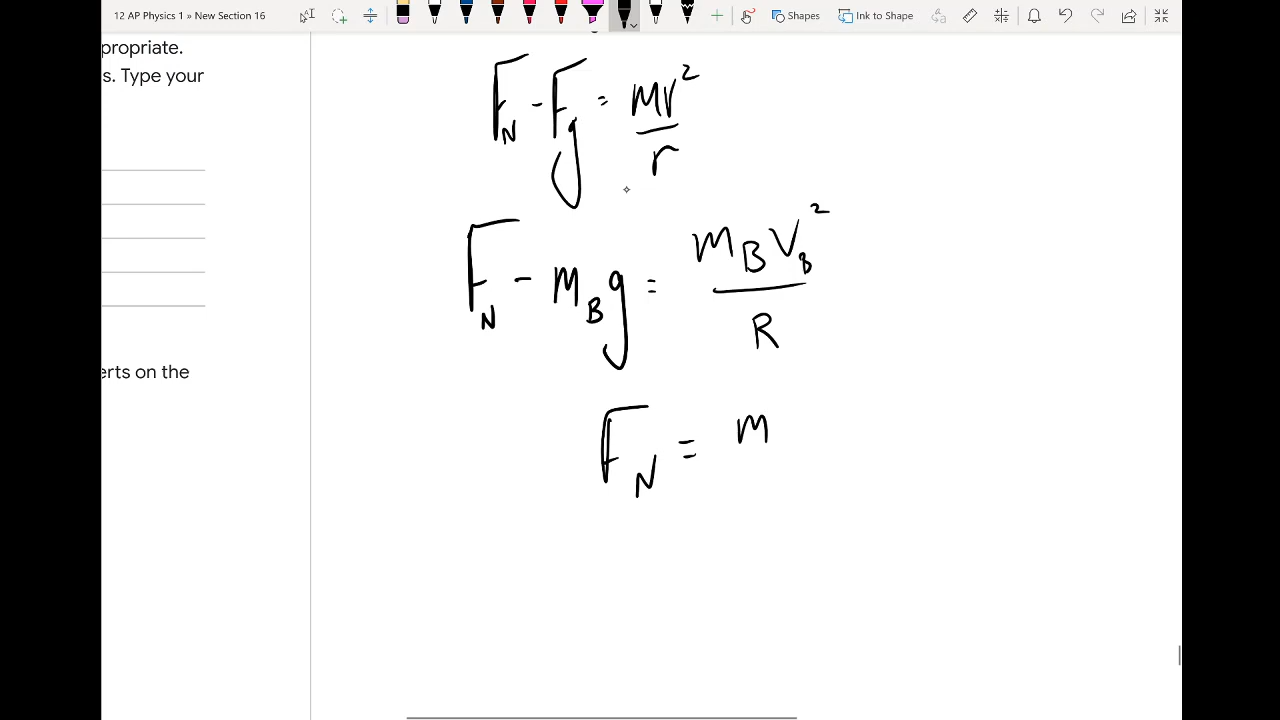 12 AP Physics 1 » New Section 16
Shapes
Ink to Shape
propriate.
s. Type your
erts on the
F_N - F_g = mv²/r
F_N - m_B g = m_B v_B²/R
F_N = m